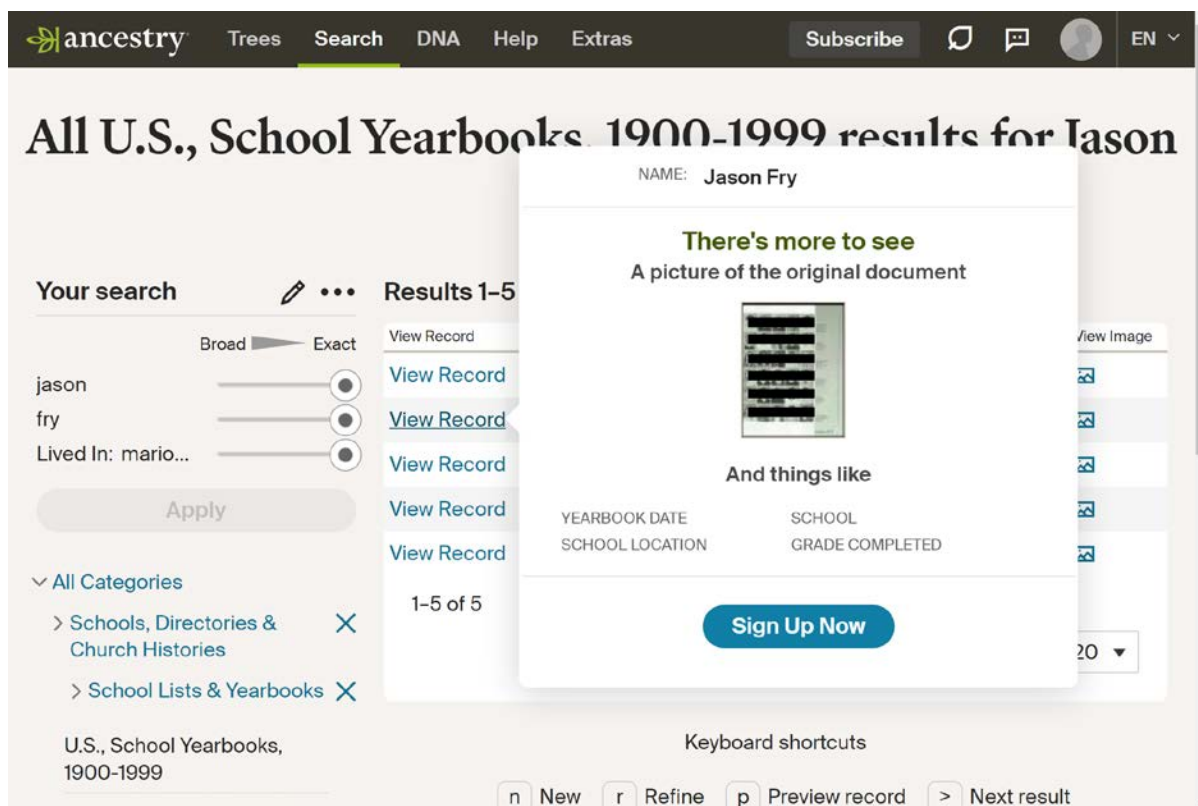 ancestry Trees Search DNA Help Extras Subscribe EN
All U.S., School Yearbooks, 1900-1999 results for Jason
NAME: Jason Fry
There's more to see
A picture of the original document
And things like
YEARBOOK DATE SCHOOL
SCHOOL LOCATION GRADE COMPLETED
Sign Up Now
Your search
Broad Exact
jason
fry
Lived In: mario...
Apply
All Categories
Schools, Directories &
Church Histories
School Lists & Yearbooks
U.S., School Yearbooks,
1900-1999
Results 1–5
View Record View Image
View Record
View Record
View Record
View Record
View Record
1–5 of 5
20
Keyboard shortcuts
n New r Refine p Preview record > Next result